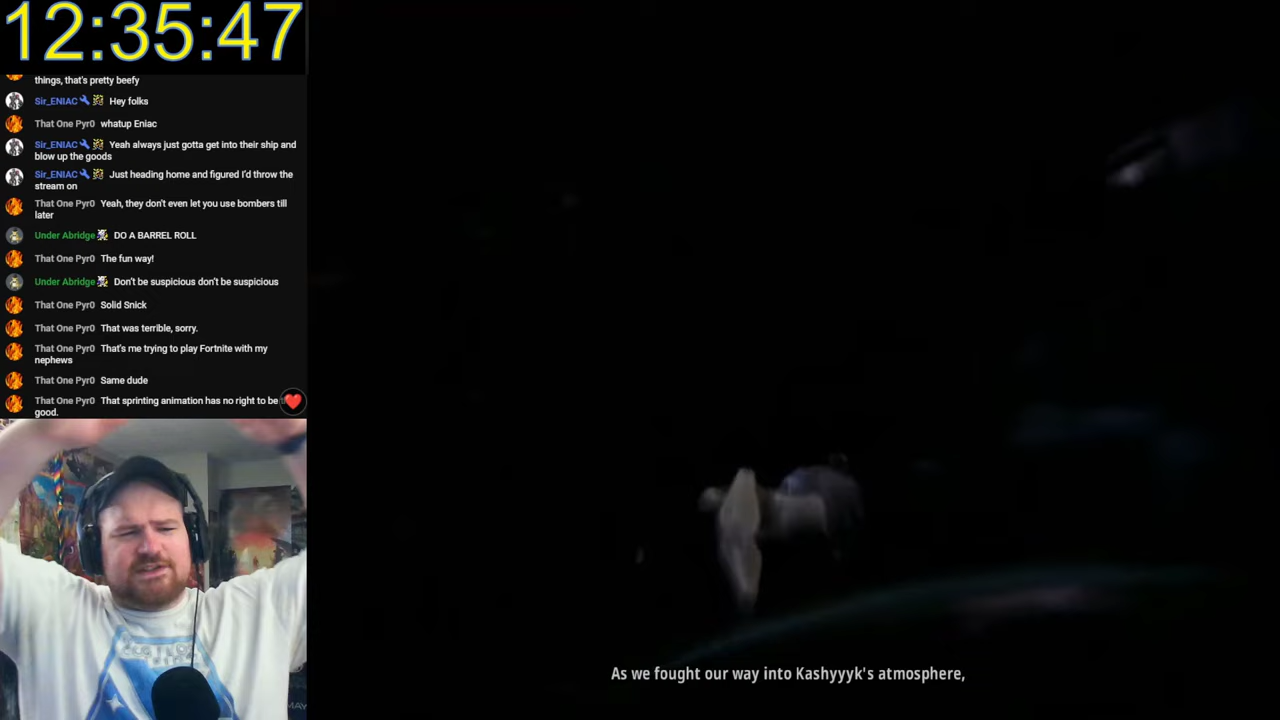 12:35:47
things, that's pretty beefy
Sir_ENIAC Hey folks
That One Pyr0 whatup Eniac
Sir_ENIAC Yeah always just gotta get into their ship and
blow up the goods
Sir_ENIAC Just heading home and figured I'd throw the
stream on
That One Pyr0 Yeah, they don't even let you use bombers till
later
Under Abridge DO A BARREL ROLL
That One Pyr0 The fun way!
Under Abridge Don't be suspicious don't be suspicious
That One Pyr0 Solid Snick
That One Pyr0 That was terrible, sorry.
That One Pyr0 That's me trying to play Fortnite with my
nephews
That One Pyr0 Same dude
That One Pyr0 That sprinting animation has no right to be
good.
As we fought our way into Kashyyyk's atmosphere,